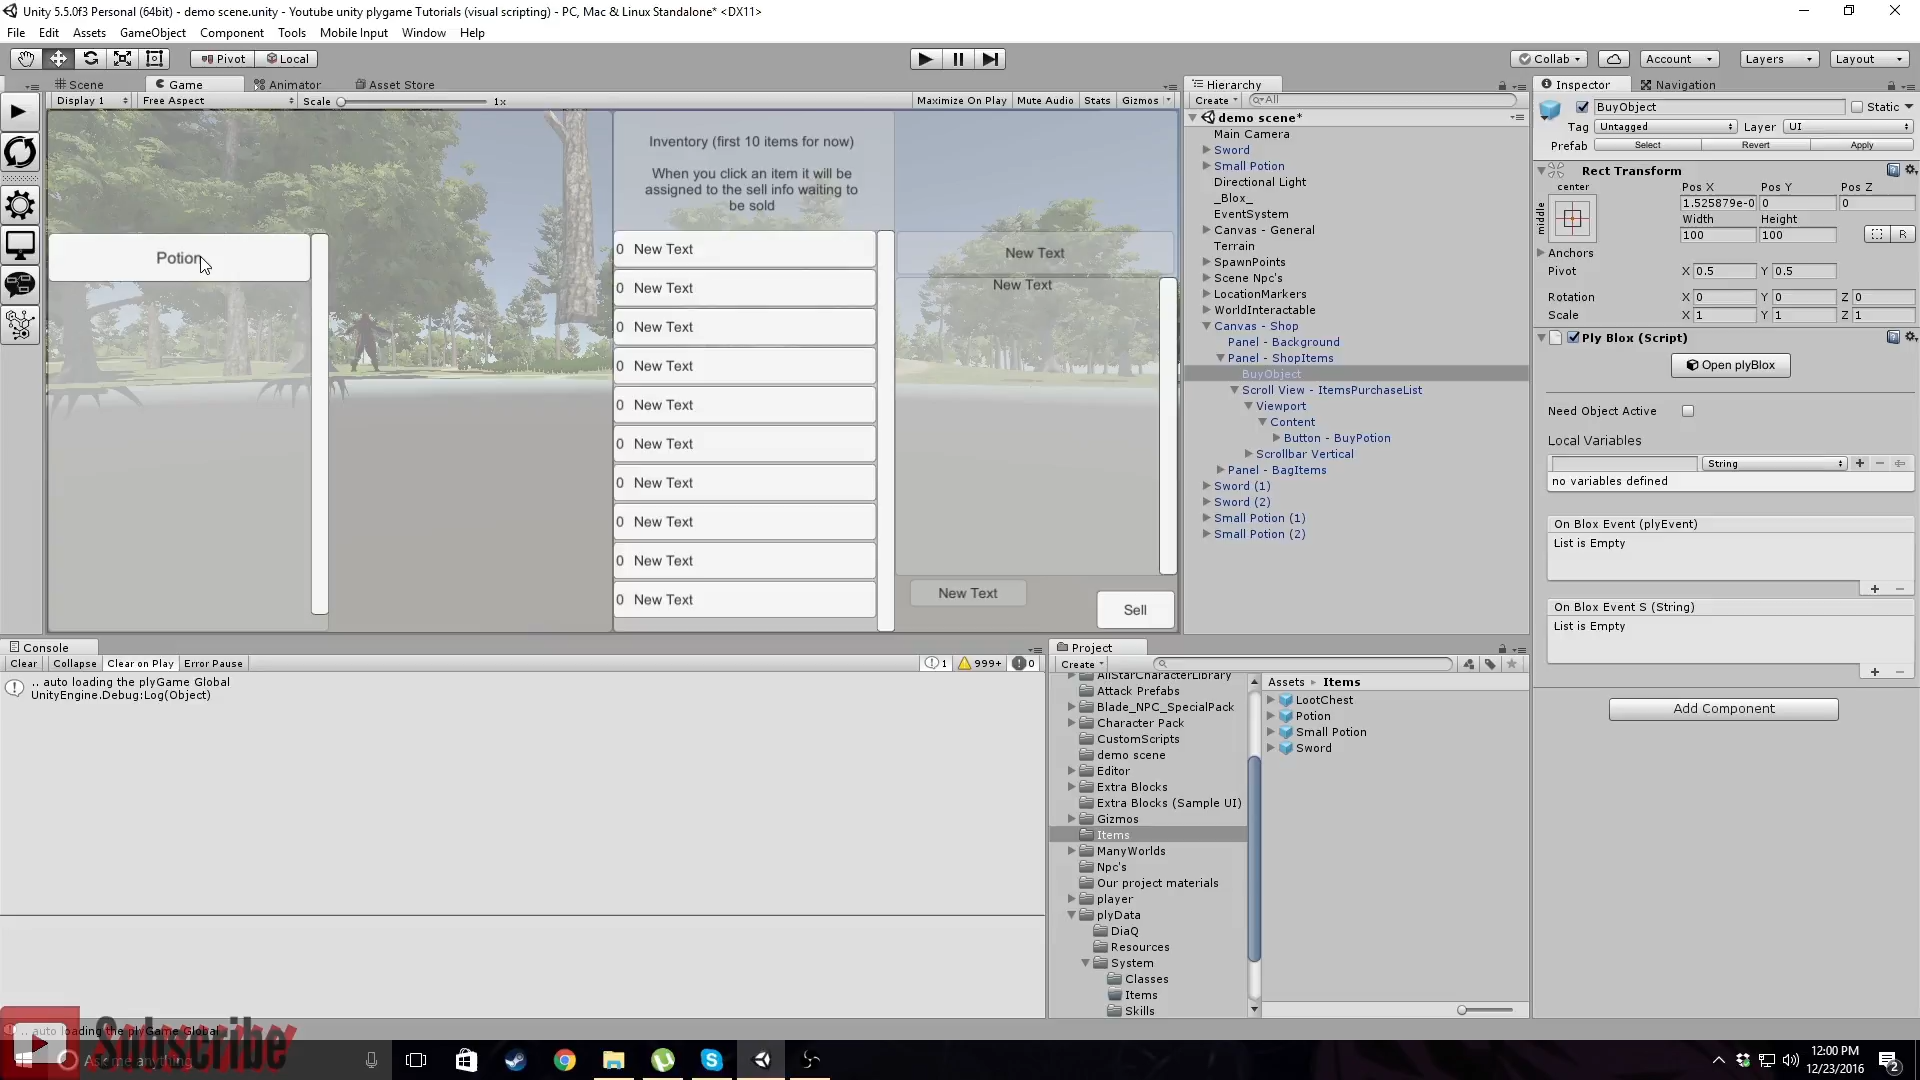 Unity 5.5.0f3 Personal (64bit) - demo scene.unity - Youtube unity plygame Tutorials (visual scripting) - PC, Mac & Linux Standalone* <DX11>
File Edit Assets GameObject Component Tools Mobile Input Window Help
Pivot Local Collab Account Layers Layout
Scene Game Animator Asset Store
Display 1 Free Aspect Scale 1x Maximize On Play Mute Audio Stats Gizmos
Inventory (first 10 items for now)
When you click an item it will be
assigned to the sell info waiting to
be sold
Potion
0 New Text
0 New Text
0 New Text
0 New Text
0 New Text
0 New Text
0 New Text
0 New Text
0 New Text
0 New Text
New Text
New Text
New Text
Sell
Hierarchy
Create All
demo scene*
Main Camera
Sword
Small Potion
Directional Light
_Blox_
EventSystem
Canvas - General
Terrain
SpawnPoints
Scene Npc's
LocationMarkers
WorldInteractable
Canvas - Shop
Panel - Background
Panel - ShopItems
BuyObject
Scroll View - ItemsPurchaseList
Viewport
Content
Button - BuyPotion
Scrollbar Vertical
Panel - BagItems
Sword (1)
Sword (2)
Small Potion (1)
Small Potion (2)
Inspector Navigation
BuyObject Static
Tag Untagged Layer UI
Prefab Select Revert Apply
Rect Transform
center Pos X Pos Y Pos Z
middle 1.525879e-0 0 0
Width Height
100 100 R
Anchors
Pivot X 0.5 Y 0.5
Rotation X 0 Y 0 Z 0
Scale X 1 Y 1 Z 1
Ply Blox (Script)
Open plyBlox
Need Object Active
Local Variables
String
no variables defined
On Blox Event (plyEvent)
List is Empty
On Blox Event S (String)
List is Empty
Add Component
Console
Clear Collapse Clear on Play Error Pause 1 999+ 0
.. auto loading the plyGame Global
UnityEngine.Debug:Log(Object)
Project
Create
AllStarCharacterLibrary
Attack Prefabs
Blade_NPC_SpecialPack
Character Pack
CustomScripts
demo scene
Editor
Extra Blocks
Extra Blocks (Sample UI)
Gizmos
Items
ManyWorlds
Npc's
Our project materials
player
plyData
DiaQ
Resources
System
Classes
Items
Skills
Assets Items
LootChest
Potion
Small Potion
Sword
.. auto loading the plyGame Global
Subscribe
Ask me anything
12:00 PM
12/23/2016
2